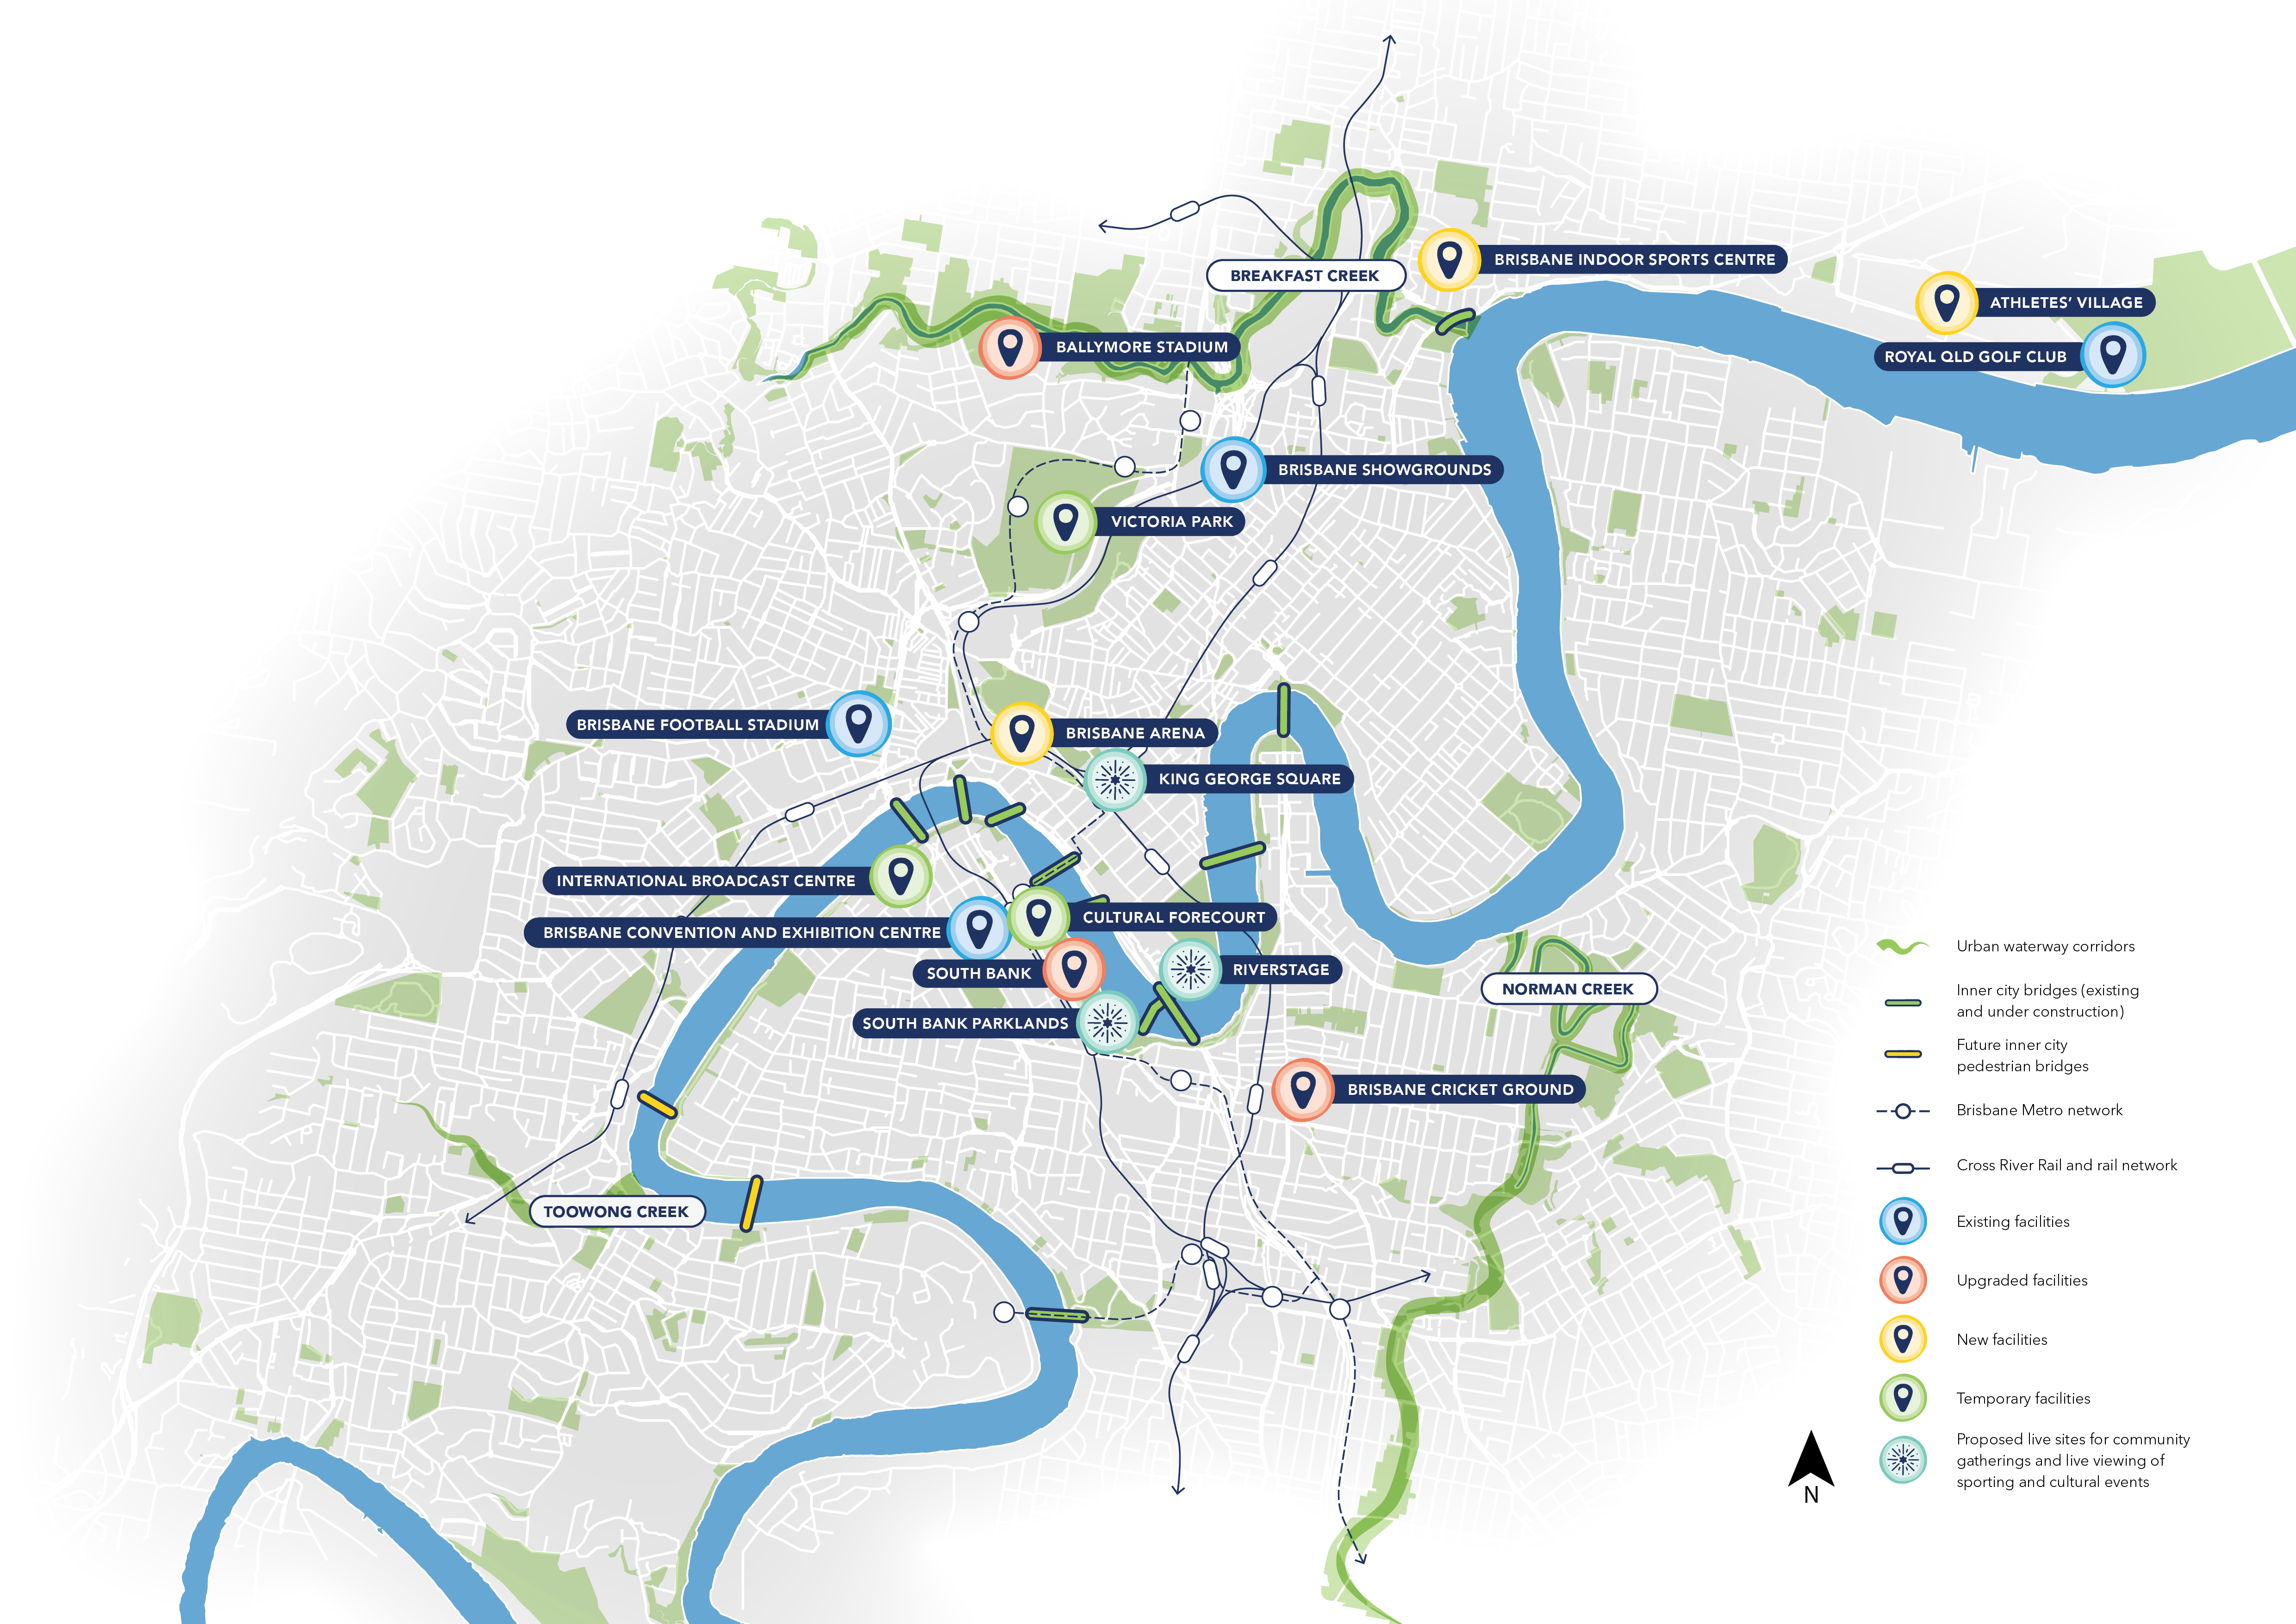 BREAKFAST CREEK
BRISBANE INDOOR SPORTS CENTRE
ATHLETES’ VILLAGE
BALLYMORE STADIUM
ROYAL QLD GOLF CLUB
BRISBANE SHOWGROUNDS
VICTORIA PARK
BRISBANE FOOTBALL STADIUM
BRISBANE ARENA
KING GEORGE SQUARE
INTERNATIONAL BROADCAST CENTRE
CULTURAL FORECOURT
BRISBANE CONVENTION AND EXHIBITION CENTRE
SOUTH BANK
RIVERSTAGE
NORMAN CREEK
SOUTH BANK PARKLANDS
BRISBANE CRICKET GROUND
TOOWONG CREEK
Urban waterway corridors
Inner city bridges (existing
and under construction)
Future inner city
pedestrian bridges
Brisbane Metro network
Cross River Rail and rail network
Existing facilities
Upgraded facilities
New facilities
Temporary facilities
Proposed live sites for community
gatherings and live viewing of
sporting and cultural events
N